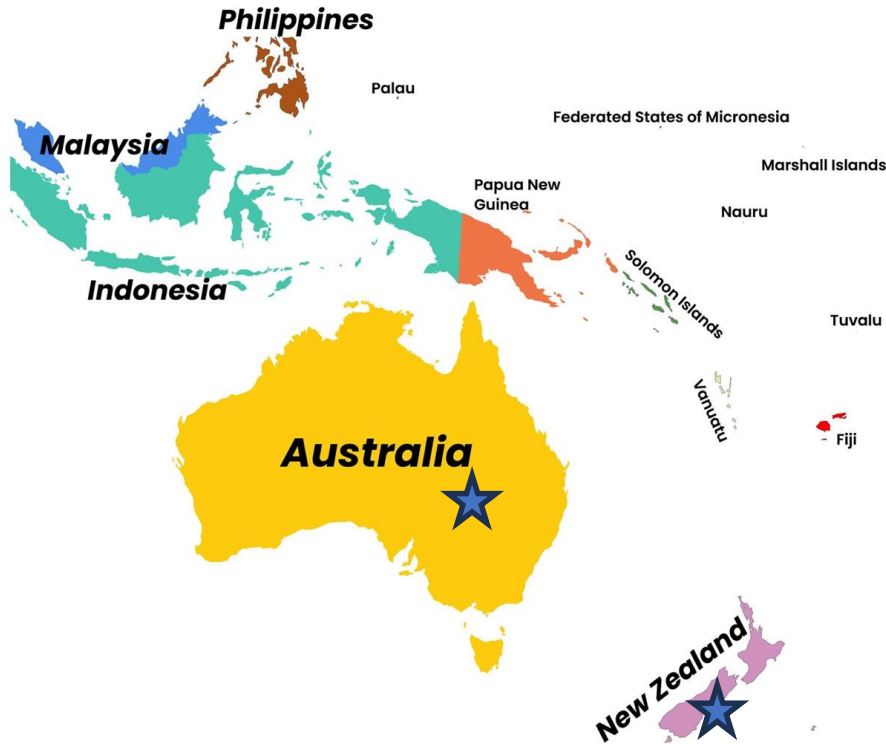 Philippines
Palau
Federated States of Micronesia
Malaysia
Marshall Islands
Papua New
Guinea
Nauru
Indonesia
Solomon Islands
Tuvalu
Vanuatu
Fiji
Australia
New Zealand